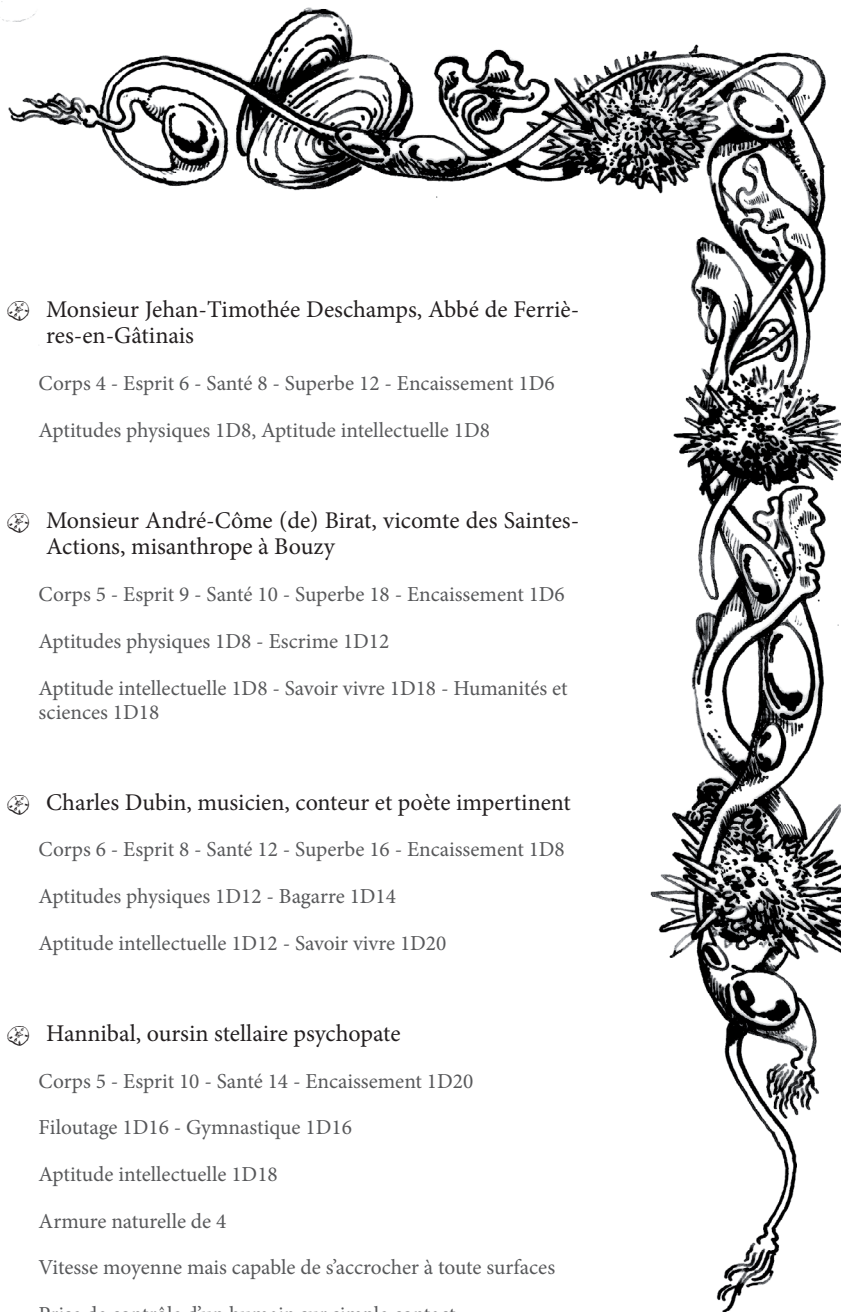 Monsieur Jehan-Timothée Deschamps, Abbé de Ferriè-
res-en-Gâtinais
Corps 4 - Esprit 6 - Santé 8 - Superbe 12 - Encaissement 1D6
Aptitudes physiques 1D8, Aptitude intellectuelle 1D8
Monsieur André-Côme (de) Birat, vicomte des Saintes-
Actions, misanthrope à Bouzy
Corps 5 - Esprit 9 - Santé 10 - Superbe 18 - Encaissement 1D6
Aptitudes physiques 1D8 - Escrime 1D12
Aptitude intellectuelle 1D8 - Savoir vivre 1D18 - Humanités et
sciences 1D18
Charles Dubin, musicien, conteur et poète impertinent
Corps 6 - Esprit 8 - Santé 12 - Superbe 16 - Encaissement 1D8
Aptitudes physiques 1D12 - Bagarre 1D14
Aptitude intellectuelle 1D12 - Savoir vivre 1D20
Hannibal, oursin stellaire psychopate
Corps 5 - Esprit 10 - Santé 14 - Encaissement 1D20
Filoutage 1D16 - Gymnastique 1D16
Aptitude intellectuelle 1D18
Armure naturelle de 4
Vitesse moyenne mais capable de s’accrocher à toute surfaces